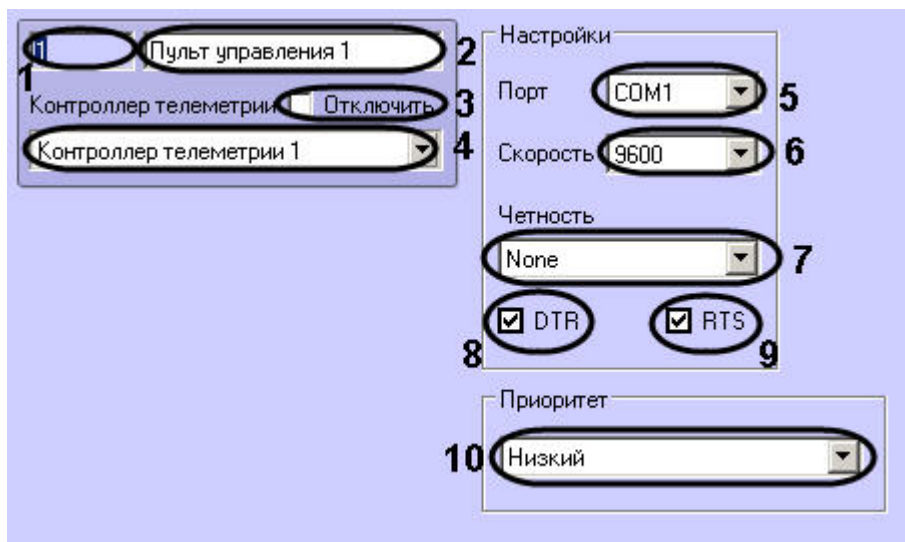 1 Пульт управления 1 2
1
Контроллер телеметрии Отключить 3
Контроллер телеметрии 1 4
Настройки
Порт COM1 5
Скорость 9600 6
Четность
None 7
DTR RTS
8 9
Приоритет
10 Низкий